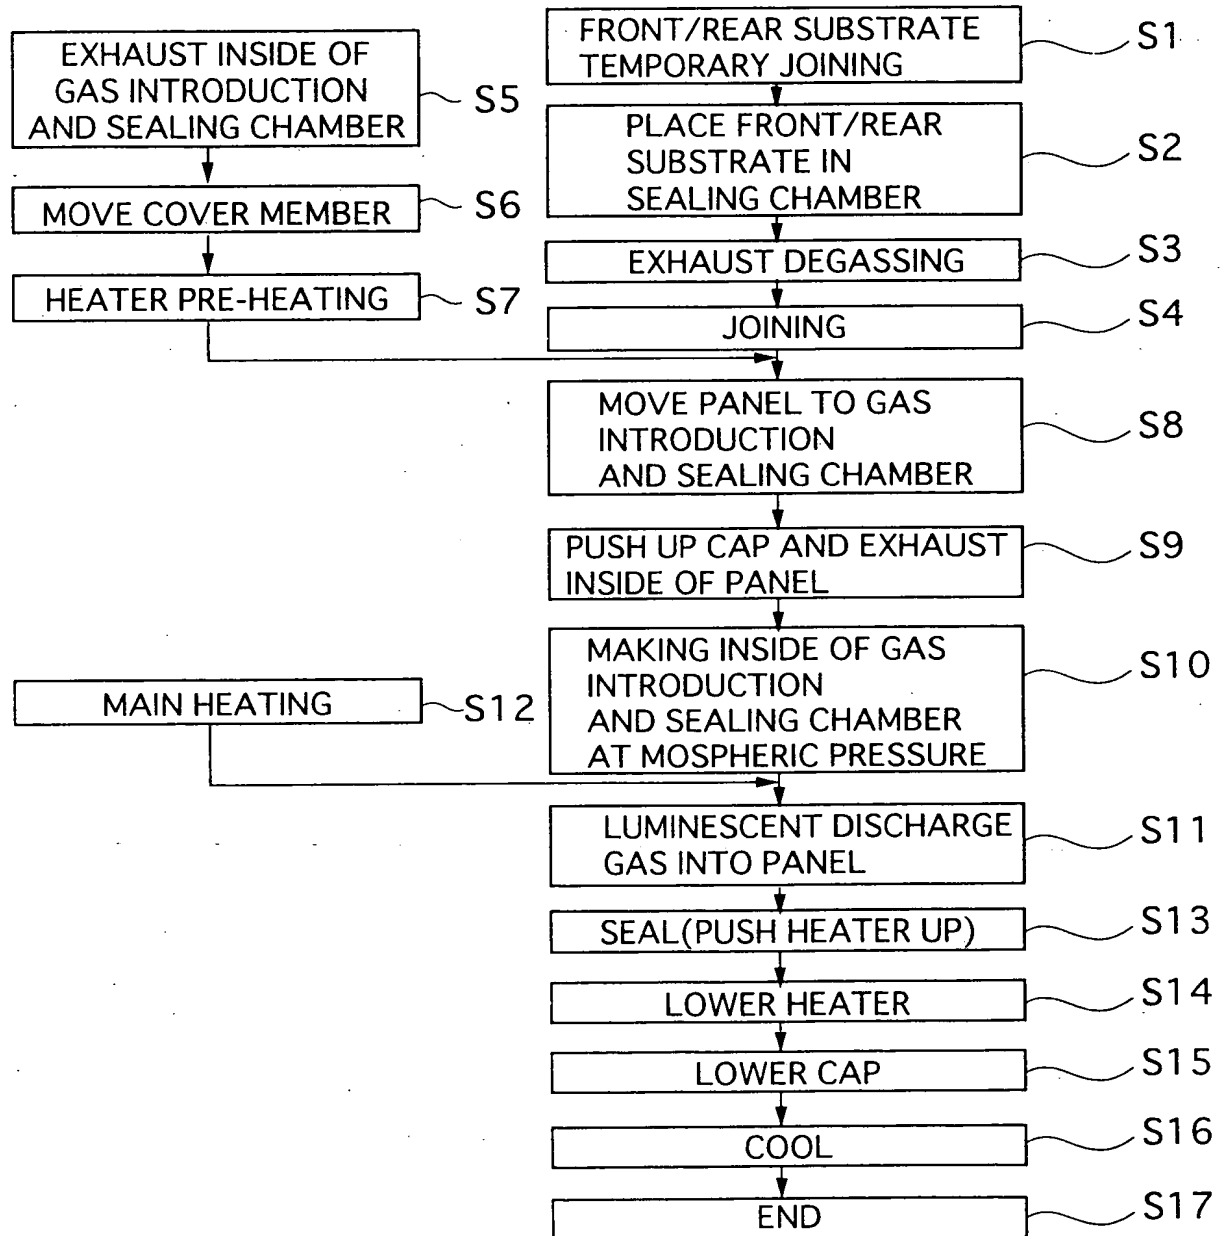 FRONT/REAR SUBSTRATE
TEMPORARY JOINING
S1
EXHAUST INSIDE OF
GAS INTRODUCTION
AND SEALING CHAMBER
S5
PLACE FRONT/REAR
SUBSTRATE IN
SEALING CHAMBER
S2
MOVE COVER MEMBER
S6
EXHAUST DEGASSING
S3
HEATER PRE-HEATING
S7
JOINING
S4
MOVE PANEL TO GAS
INTRODUCTION
AND SEALING CHAMBER
S8
PUSH UP CAP AND EXHAUST
INSIDE OF PANEL
S9
MAKING INSIDE OF GAS
INTRODUCTION
AND SEALING CHAMBER
AT MOSPHERIC PRESSURE
S10
MAIN HEATING
S12
LUMINESCENT DISCHARGE
GAS INTO PANEL
S11
SEAL(PUSH HEATER UP)
S13
LOWER HEATER
S14
LOWER CAP
S15
COOL
S16
END
S17